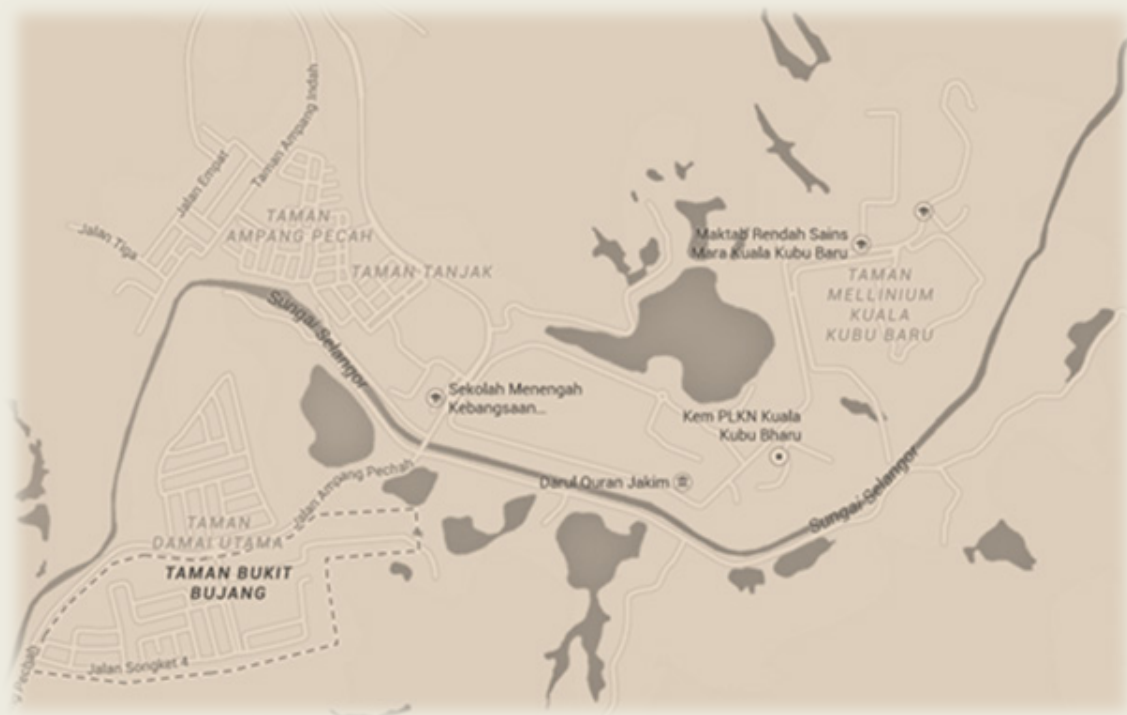 Taman Ampang Indah
Jalan Empat
Jalan Tiga
TAMAN
AMPANG PECAH
TAMAN TANJAK
Maktab Rendah Sains
Mara Kuala Kubu Baru
TAMAN
MELLINIUM
KUALA
KUBU BARU
Sungai Selangor
Sekolah Menengah
Kebangsaan...
Kem PLKN Kuala
Kubu Bharu
Darul Quran Jakim
Sungai Selangor
Jalan Ampang Pechah
TAMAN
DAMAI UTAMA
TAMAN BUKIT
BUJANG
Jalan Songket 4
Pechah